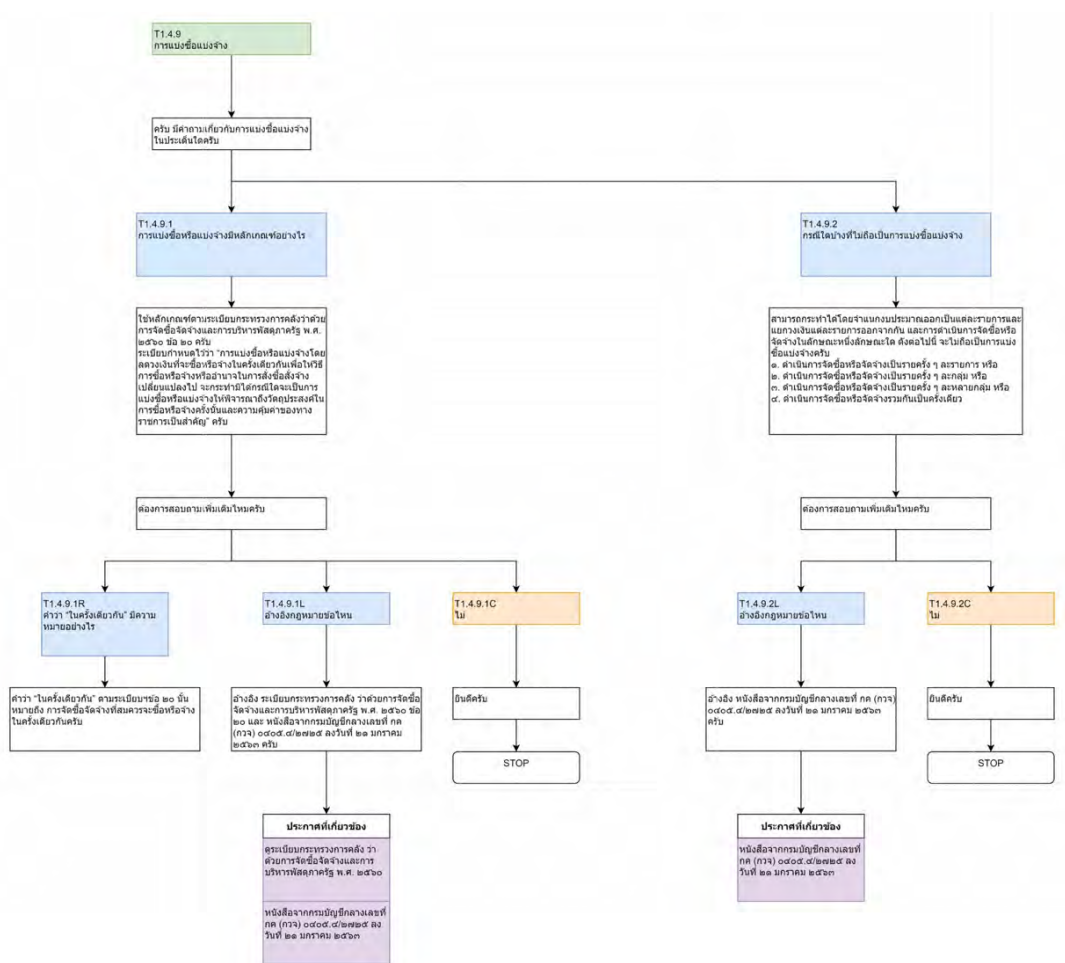 T1.4.9
การแบ่งซื้อแบ่งจ้าง
ครับ มีคำถามเกี่ยวกับการแบ่งซื้อแบ่งจ้าง
ในประเด็นใดครับ
T1.4.9.1
การแบ่งซื้อหรือแบ่งจ้างมีหลักเกณฑ์อย่างไร
ใช้หลักเกณฑ์ตามระเบียบกระทรวงการคลังว่าด้วย
การจัดซื้อจัดจ้างและการบริหารพัสดุภาครัฐ พ.ศ.
๒๕๖๐ ข้อ ๒๐ ครับ
ระเบียบกำหนดไว้ว่า "การแบ่งซื้อหรือแบ่งจ้างโดย
ลดวงเงินที่จะซื้อหรือจ้างในครั้งเดียวกันเพื่อให้วิธี
การซื้อหรือจ้างหรืออำนาจในการสั่งซื้อสั่งจ้าง
เปลี่ยนแปลงไป จะกระทำมิได้กรณีใดจะเป็นการ
แบ่งซื้อหรือแบ่งจ้างให้พิจารณาถึงวัตถุประสงค์ใน
การซื้อหรือจ้างครั้งนั้นและความคุ้มค่าของทาง
ราชการเป็นสำคัญ" ครับ
ต้องการสอบถามเพิ่มเติมไหมครับ
T1.4.9.1R
คำว่า "ในครั้งเดียวกัน" มีความ
หมายอย่างไร
คำว่า "ในครั้งเดียวกัน" ตามระเบียบฯข้อ ๒๐ นั้น
หมายถึง การจัดซื้อจัดจ้างที่สมควรจะซื้อหรือจ้าง
ในครั้งเดียวกันครับ
T1.4.9.1L
อ้างอิงกฎหมายข้อไหน
อ้างอิง ระเบียบกระทรวงการคลัง ว่าด้วยการจัดซื้อ
จัดจ้างและการบริหารพัสดุภาครัฐ พ.ศ. ๒๕๖๐ ข้อ
๒๐ และ หนังสือจากกรมบัญชีกลางเลขที่ กค
(กวจ) ๐๔๐๕.๔/๒๗๒๕ ลงวันที่ ๒๑ มกราคม
๒๕๖๓ ครับ
ประกาศที่เกี่ยวข้อง
ดูระเบียบกระทรวงการคลัง ว่า
ด้วยการจัดซื้อจัดจ้างและการ
บริหารพัสดุภาครัฐ พ.ศ. ๒๕๖๐
หนังสือจากกรมบัญชีกลางเลขที่
กค (กวจ) ๐๔๐๕.๔/๒๗๒๕ ลง
วันที่ ๒๑ มกราคม ๒๕๖๓
T1.4.9.1C
ไม่
ยินดีครับ
STOP
T1.4.9.2
กรณีใดบ้างที่ไม่ถือเป็นการแบ่งซื้อแบ่งจ้าง
สามารถกระทำได้โดยจำแนกงบประมาณออกเป็นแต่ละรายการและ
แยกวงเงินแต่ละรายการออกจากกัน และการดำเนินการจัดซื้อหรือ
จัดจ้างในลักษณะหนึ่งลักษณะใด ดังต่อไปนี้ จะไม่ถือเป็นการแบ่ง
ซื้อแบ่งจ้างครับ
๑. ดำเนินการจัดซื้อหรือจัดจ้างเป็นรายครั้ง ๆ ละรายการ หรือ
๒. ดำเนินการจัดซื้อหรือจัดจ้างเป็นรายครั้ง ๆ ละกลุ่ม หรือ
๓. ดำเนินการจัดซื้อหรือจัดจ้างเป็นรายครั้ง ๆ ละหลายกลุ่ม หรือ
๔. ดำเนินการจัดซื้อหรือจัดจ้างรวมกันเป็นครั้งเดียว
ต้องการสอบถามเพิ่มเติมไหมครับ
T1.4.9.2L
อ้างอิงกฎหมายข้อไหน
อ้างอิง หนังสือจากกรมบัญชีกลางเลขที่ กค (กวจ)
๐๔๐๕.๔/๒๗๒๕ ลงวันที่ ๒๑ มกราคม ๒๕๖๓
ครับ
ประกาศที่เกี่ยวข้อง
หนังสือจากกรมบัญชีกลางเลขที่
กค (กวจ) ๐๔๐๕.๔/๒๗๒๕ ลง
วันที่ ๒๑ มกราคม ๒๕๖๓
T1.4.9.2C
ไม่
ยินดีครับ
STOP